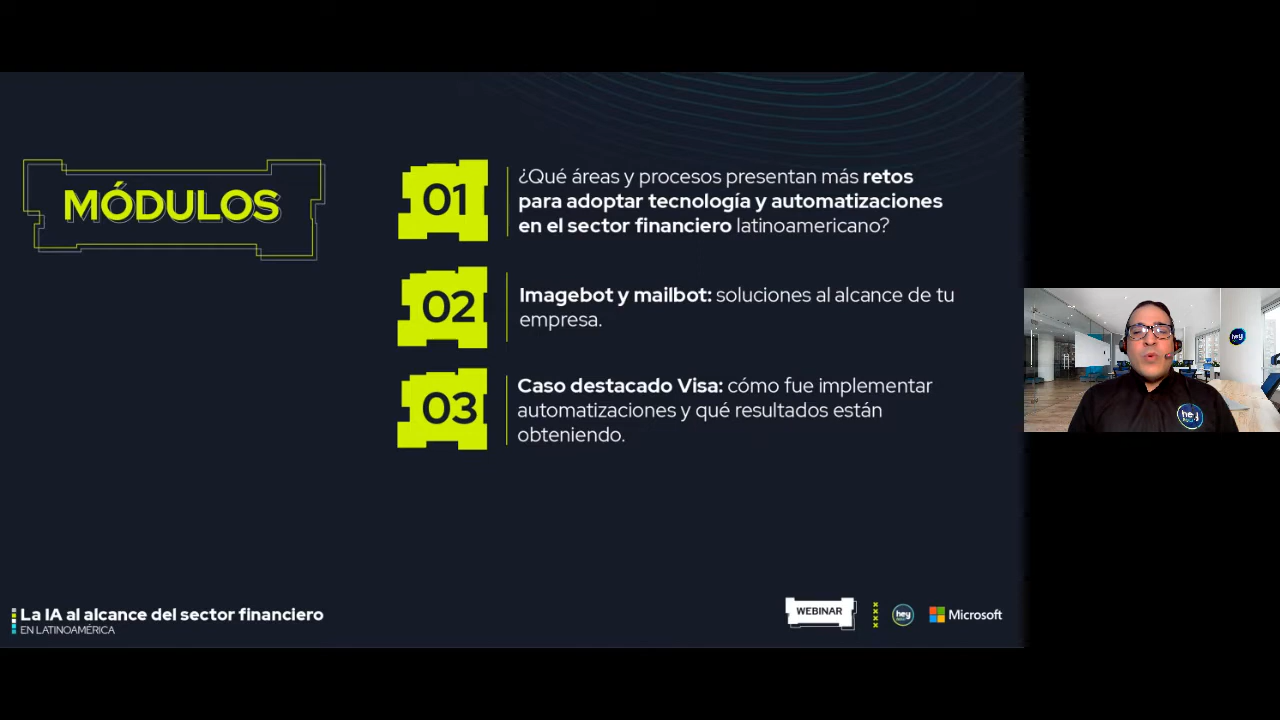 MÓDULOS
01
¿Qué áreas y procesos presentan más retos
para adoptar tecnología y automatizaciones
en el sector financiero latinoamericano?
02
Imagebot y mailbot: soluciones al alcance de tu
empresa.
03
Caso destacado Visa: cómo fue implementar
automatizaciones y qué resultados están
obteniendo.
La IA al alcance del sector financiero
EN LATINOAMÉRICA
WEBINAR
hey
Microsoft
hey
hey